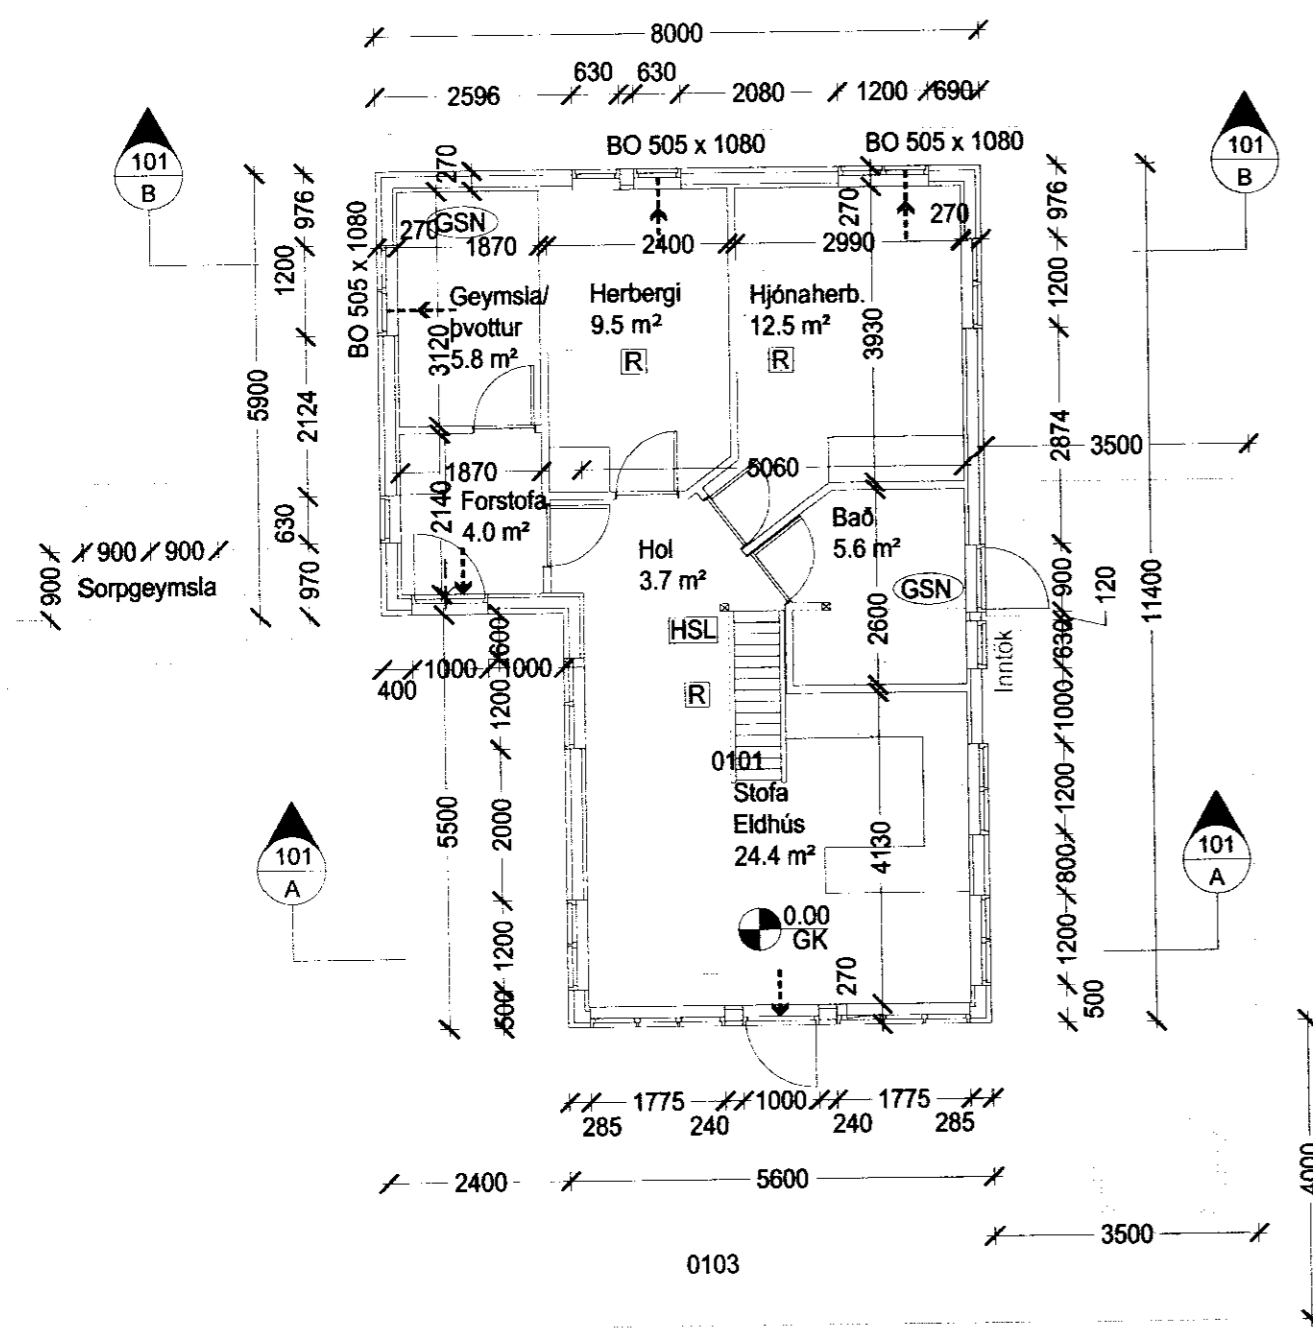 8000
630 630
2596 2080 1200 690
BO 505 x 1080 BO 505 x 1080
101
B
101
B
270
976
976
BO 505 x 1080
270 GSN
1870
2400
270
2990
270
1200
1200
Geymsla/
þvottur
5.8 m²
Herbergi
9.5 m²
R
Hjónaherb.
12.5 m²
R
3120
3930
5900
2124
2874
3500
1870
5060
2140
Forstofa
4.0 m²
Hol
3.7 m²
Bað
5.6 m²
GSN
630
970
900 900
900
Sorpgeymsla
900
120
11400
HSL
R
2600
630
Inntök
600
400
1000
1000
1200
1000
0101
Stofa
Eldhús
24.4 m²
5500
2000
4130
1200
800
101
A
101
A
0.00
GK
1200
500
270
1200
500
1775 1000 1775
285 240 240 285
2400 5600
3500
4000
0103